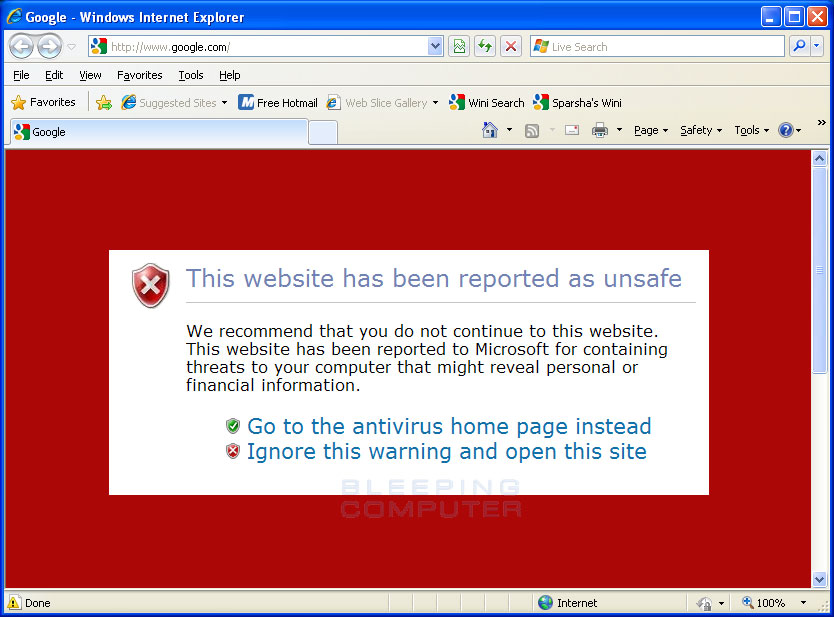 Google - Windows Internet Explorer
http://www.google.com/
Live Search
File Edit View Favorites Tools Help
Favorites Suggested Sites Free Hotmail Web Slice Gallery Wini Search Sparsha's Wini
Google Page Safety Tools
This website has been reported as unsafe
We recommend that you do not continue to this website.
This website has been reported to Microsoft for containing
threats to your computer that might reveal personal or
financial information.
Go to the antivirus home page instead
Ignore this warning and open this site
BLEEPING
COMPUTER
Done Internet 100%